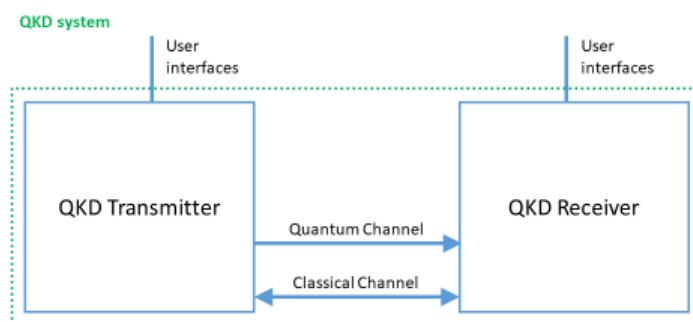 QKD system
User
interfaces
User
interfaces
QKD Transmitter
QKD Receiver
Quantum Channel
Classical Channel